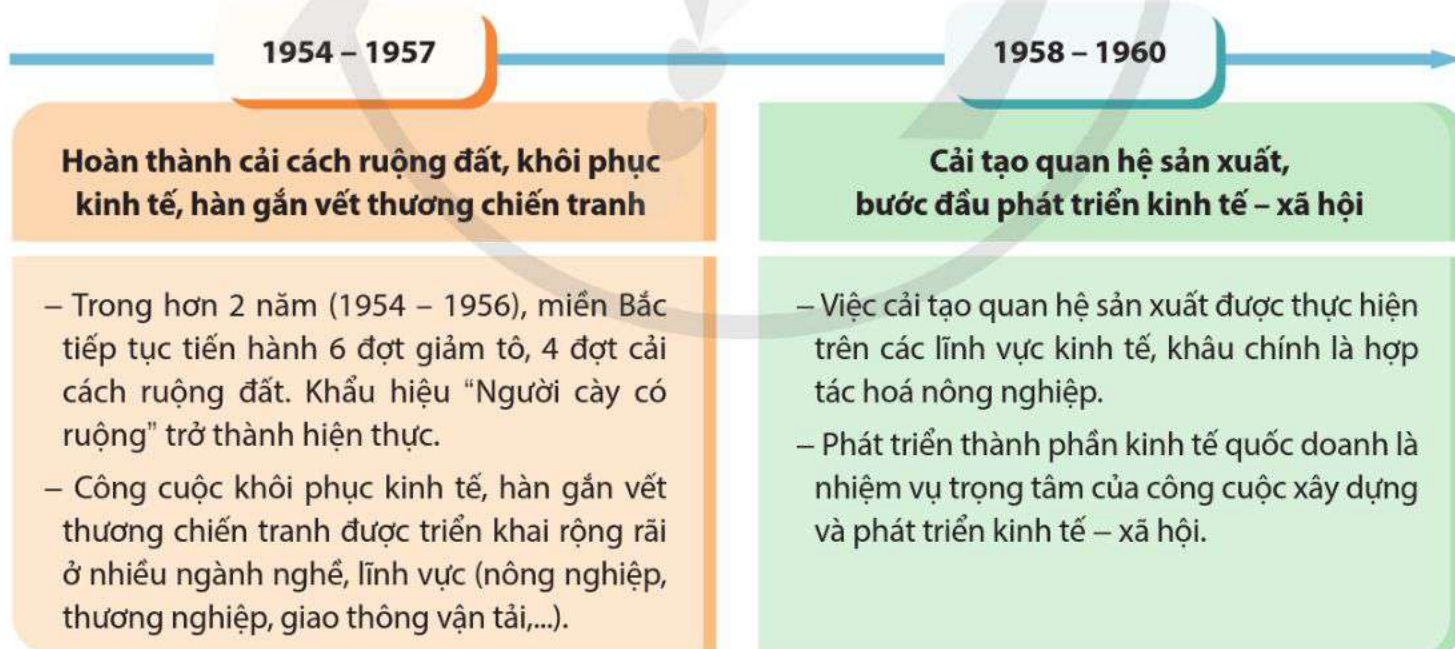 1954 – 1957
Hoàn thành cải cách ruộng đất, khôi phục
kinh tế, hàn gắn vết thương chiến tranh
– Trong hơn 2 năm (1954 – 1956), miền Bắc
tiếp tục tiến hành 6 đợt giảm tô, 4 đợt cải
cách ruộng đất. Khẩu hiệu “Người cày có
ruộng” trở thành hiện thực.
– Công cuộc khôi phục kinh tế, hàn gắn vết
thương chiến tranh được triển khai rộng rãi
ở nhiều ngành nghề, lĩnh vực (nông nghiệp,
thương nghiệp, giao thông vận tải,...).
1958 – 1960
Cải tạo quan hệ sản xuất,
bước đầu phát triển kinh tế – xã hội
– Việc cải tạo quan hệ sản xuất được thực hiện
trên các lĩnh vực kinh tế, khâu chính là hợp
tác hoá nông nghiệp.
– Phát triển thành phần kinh tế quốc doanh là
nhiệm vụ trọng tâm của công cuộc xây dựng
và phát triển kinh tế – xã hội.